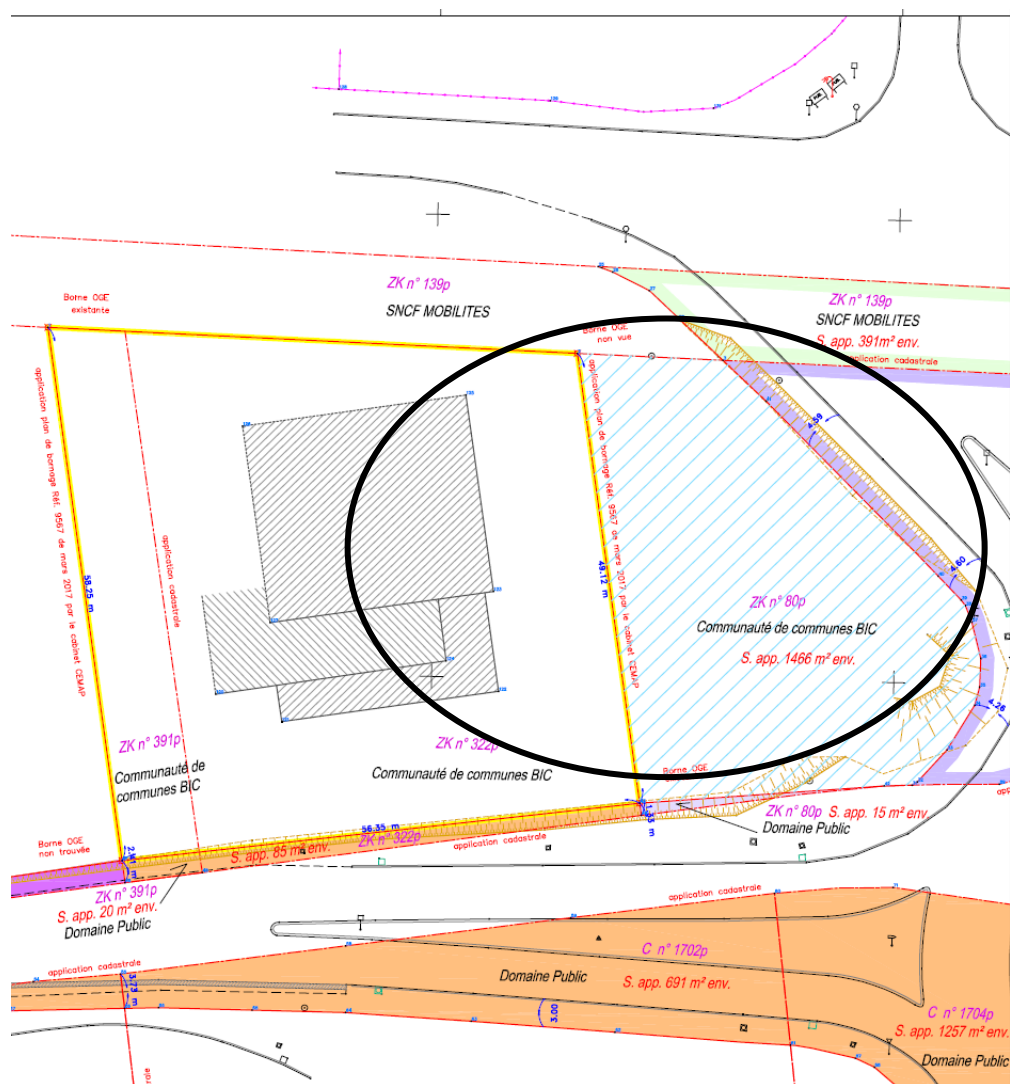 ZK n° 139p
SNCF MOBILITES
Borne OGE
existante
ZK n° 139p
SNCF MOBILITES
S. app. 391m² env.
application cadastrale
Borne OGE
non vue
application plan de bornage Réf. 9567 de mars 2017 par le cabinet CEMAP
application cadastrale
58.25 m
application plan de bornage Réf. 9567 de mars 2017 par le cabinet CEMAP
49.12 m
4.59
4.60
4.26
ZK n° 80p
Communauté de communes BIC
S. app. 1466 m² env.
ZK n° 391p
Communauté de
communes BIC
ZK n° 322p
Communauté de communes BIC
Borne OGE
ZK n° 80p
S. app. 15 m² env.
Domaine Public
Borne OGE
non trouvée
56.35 m
ZK n° 322p
S. app. 85 m² env.
application cadastrale
ZK n° 391p
S. app. 20 m² env.
Domaine Public
application cadastrale
application cadastrale
3.73 m
C n° 1702p
Domaine Public
S. app. 691 m² env.
3.00
C n° 1704p
S. app. 1257 m² env.
Domaine Public